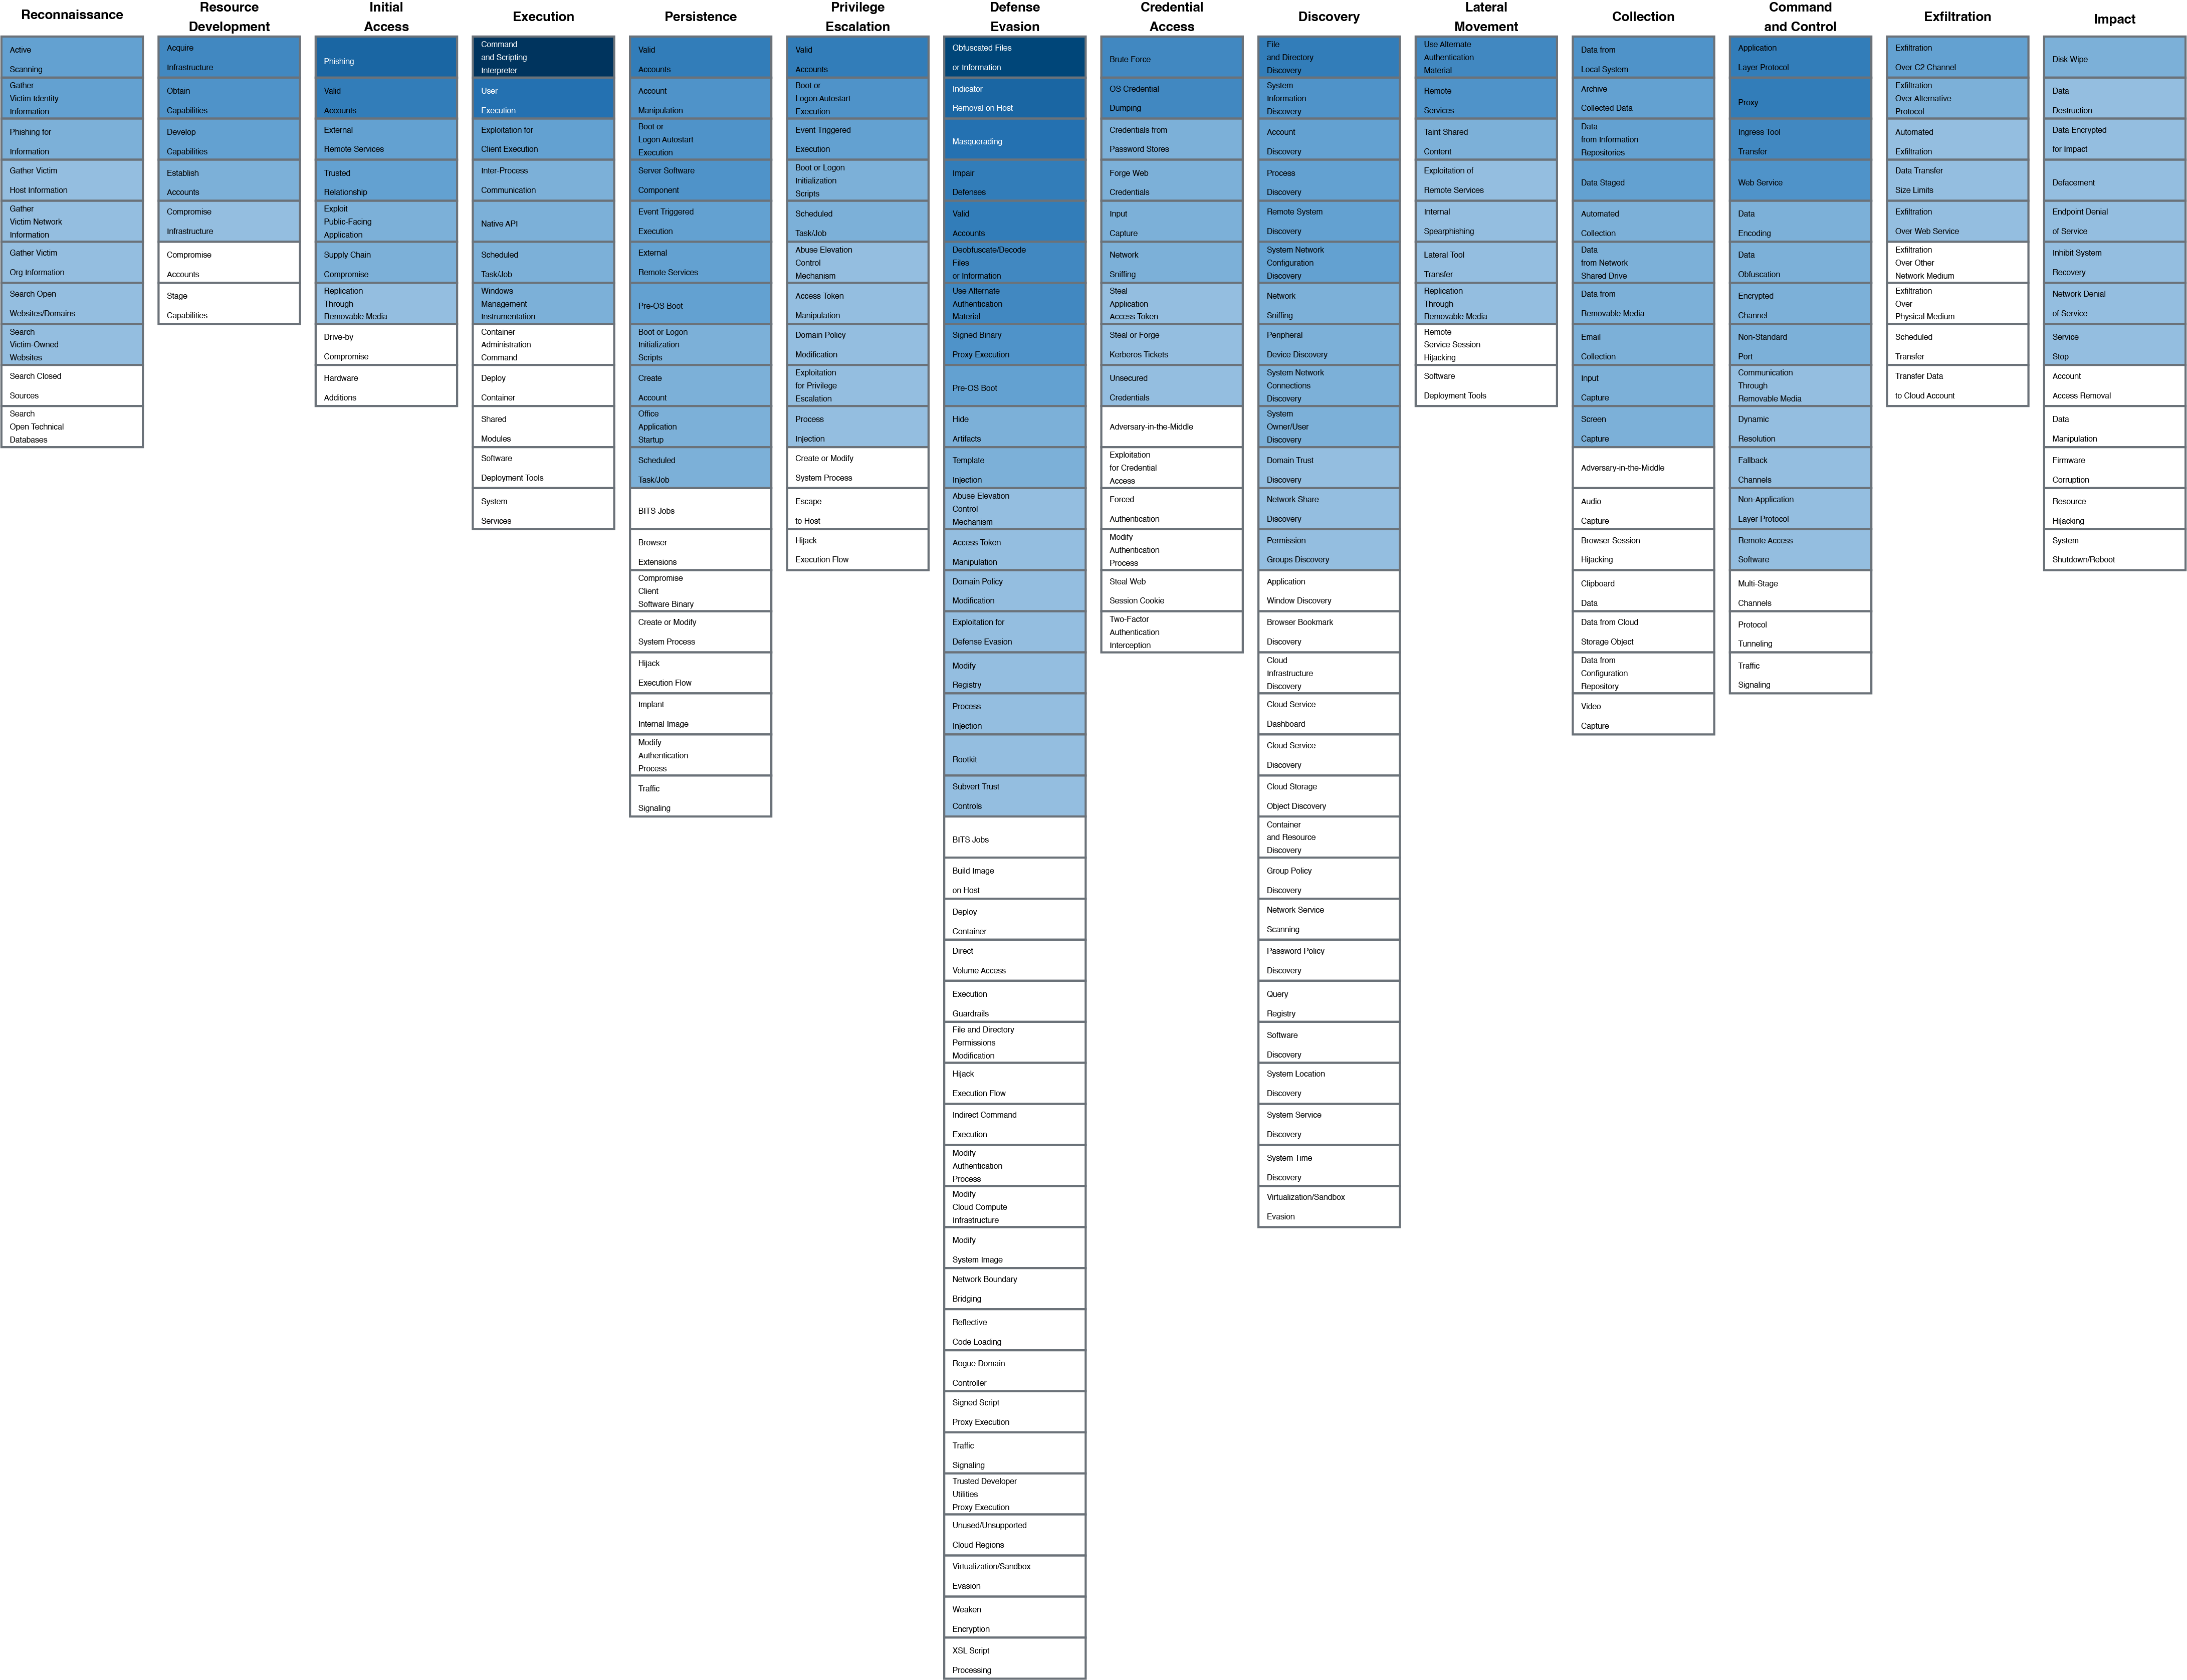 Reconnaissance
Active
Scanning
Gather
Victim Identity
Information
Phishing for
Information
Gather Victim
Host Information
Gather
Victim Network
Information
Gather Victim
Org Information
Search Open
Websites/Domains
Search
Victim-Owned
Websites
Search Closed
Sources
Search
Open Technical
Databases
Resource
Development
Acquire
Infrastructure
Obtain
Capabilities
Develop
Capabilities
Establish
Accounts
Compromise
Infrastructure
Compromise
Accounts
Stage
Capabilities
Initial
Access
Phishing
Valid
Accounts
External
Remote Services
Trusted
Relationship
Exploit
Public-Facing
Application
Supply Chain
Compromise
Replication
Through
Removable Media
Drive-by
Compromise
Hardware
Additions
Execution
Command
and Scripting
Interpreter
User
Execution
Exploitation for
Client Execution
Inter-Process
Communication
Native API
Scheduled
Task/Job
Windows
Management
Instrumentation
Container
Administration
Command
Deploy
Container
Shared
Modules
Software
Deployment Tools
System
Services
Persistence
Valid
Accounts
Account
Manipulation
Boot or
Logon Autostart
Execution
Server Software
Component
Event Triggered
Execution
External
Remote Services
Pre-OS Boot
Boot or Logon
Initialization
Scripts
Create
Account
Office
Application
Startup
Scheduled
Task/Job
BITS Jobs
Browser
Extensions
Compromise
Client
Software Binary
Create or Modify
System Process
Hijack
Execution Flow
Implant
Internal Image
Modify
Authentication
Process
Traffic
Signaling
Privilege
Escalation
Valid
Accounts
Boot or
Logon Autostart
Execution
Event Triggered
Execution
Boot or Logon
Initialization
Scripts
Scheduled
Task/Job
Abuse Elevation
Control
Mechanism
Access Token
Manipulation
Domain Policy
Modification
Exploitation
for Privilege
Escalation
Process
Injection
Create or Modify
System Process
Escape
to Host
Hijack
Execution Flow
Defense
Evasion
Obfuscated Files
or Information
Indicator
Removal on Host
Masquerading
Impair
Defenses
Valid
Accounts
Deobfuscate/Decode
Files
or Information
Use Alternate
Authentication
Material
Signed Binary
Proxy Execution
Pre-OS Boot
Hide
Artifacts
Template
Injection
Abuse Elevation
Control
Mechanism
Access Token
Manipulation
Domain Policy
Modification
Exploitation for
Defense Evasion
Modify
Registry
Process
Injection
Rootkit
Subvert Trust
Controls
BITS Jobs
Build Image
on Host
Deploy
Container
Direct
Volume Access
Execution
Guardrails
File and Directory
Permissions
Modification
Hijack
Execution Flow
Indirect Command
Execution
Modify
Authentication
Process
Modify
Cloud Compute
Infrastructure
Modify
System Image
Network Boundary
Bridging
Reflective
Code Loading
Rogue Domain
Controller
Signed Script
Proxy Execution
Traffic
Signaling
Trusted Developer
Utilities
Proxy Execution
Unused/Unsupported
Cloud Regions
Virtualization/Sandbox
Evasion
Weaken
Encryption
XSL Script
Processing
Credential
Access
Brute Force
OS Credential
Dumping
Credentials from
Password Stores
Forge Web
Credentials
Input
Capture
Network
Sniffing
Steal
Application
Access Token
Steal or Forge
Kerberos Tickets
Unsecured
Credentials
Adversary-in-the-Middle
Exploitation
for Credential
Access
Forced
Authentication
Modify
Authentication
Process
Steal Web
Session Cookie
Two-Factor
Authentication
Interception
Discovery
File
and Directory
Discovery
System
Information
Discovery
Account
Discovery
Process
Discovery
Remote System
Discovery
System Network
Configuration
Discovery
Network
Sniffing
Peripheral
Device Discovery
System Network
Connections
Discovery
System
Owner/User
Discovery
Domain Trust
Discovery
Network Share
Discovery
Permission
Groups Discovery
Application
Window Discovery
Browser Bookmark
Discovery
Cloud
Infrastructure
Discovery
Cloud Service
Dashboard
Cloud Service
Discovery
Cloud Storage
Object Discovery
Container
and Resource
Discovery
Group Policy
Discovery
Network Service
Scanning
Password Policy
Discovery
Query
Registry
Software
Discovery
System Location
Discovery
System Service
Discovery
System Time
Discovery
Virtualization/Sandbox
Evasion
Lateral
Movement
Use Alternate
Authentication
Material
Remote
Services
Taint Shared
Content
Exploitation of
Remote Services
Internal
Spearphishing
Lateral Tool
Transfer
Replication
Through
Removable Media
Remote
Service Session
Hijacking
Software
Deployment Tools
Collection
Data from
Local System
Archive
Collected Data
Data
from Information
Repositories
Data Staged
Automated
Collection
Data
from Network
Shared Drive
Data from
Removable Media
Email
Collection
Input
Capture
Screen
Capture
Adversary-in-the-Middle
Audio
Capture
Browser Session
Hijacking
Clipboard
Data
Data from Cloud
Storage Object
Data from
Configuration
Repository
Video
Capture
Command
and Control
Application
Layer Protocol
Proxy
Ingress Tool
Transfer
Web Service
Data
Encoding
Data
Obfuscation
Encrypted
Channel
Non-Standard
Port
Communication
Through
Removable Media
Dynamic
Resolution
Fallback
Channels
Non-Application
Layer Protocol
Remote Access
Software
Multi-Stage
Channels
Protocol
Tunneling
Traffic
Signaling
Exfiltration
Exfiltration
Over C2 Channel
Exfiltration
Over Alternative
Protocol
Automated
Exfiltration
Data Transfer
Size Limits
Exfiltration
Over Web Service
Exfiltration
Over Other
Network Medium
Exfiltration
Over
Physical Medium
Scheduled
Transfer
Transfer Data
to Cloud Account
Impact
Disk Wipe
Data
Destruction
Data Encrypted
for Impact
Defacement
Endpoint Denial
of Service
Inhibit System
Recovery
Network Denial
of Service
Service
Stop
Account
Access Removal
Data
Manipulation
Firmware
Corruption
Resource
Hijacking
System
Shutdown/Reboot